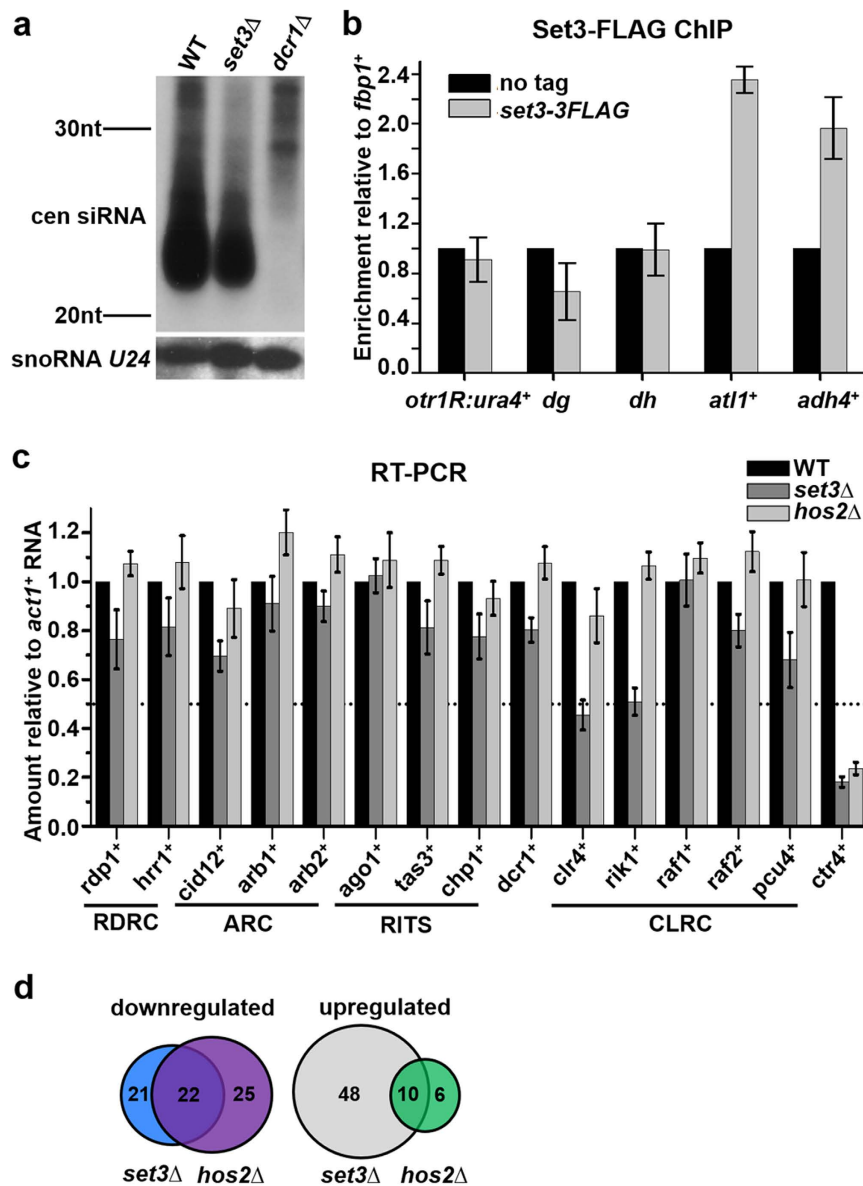 a
WT
set3Δ
dcr1Δ
30nt
cen siRNA
20nt
snoRNA U24
b
Set3-FLAG ChIP
no tag
set3-3FLAG
Enrichment relative to fbp1+
2.4
2.0
1.6
1.2
0.8
0.4
0.0
otr1R:ura4+ dg dh atl1+ adh4+
c
RT-PCR
WT
set3Δ
hos2Δ
Amount relative to act1+ RNA
1.2
1.0
0.8
0.6
0.4
0.2
0.0
rdp1+ hrr1+ cid12+ arb1+ arb2+ ago1+ tas3+ chp1+ dcr1+ clr4+ rik1+ raf1+ raf2+ pcu4+ ctr4+
RDRC ARC RITS CLRC
d
downregulated upregulated
21 22 25 48 10 6
set3Δ hos2Δ set3Δ hos2Δ